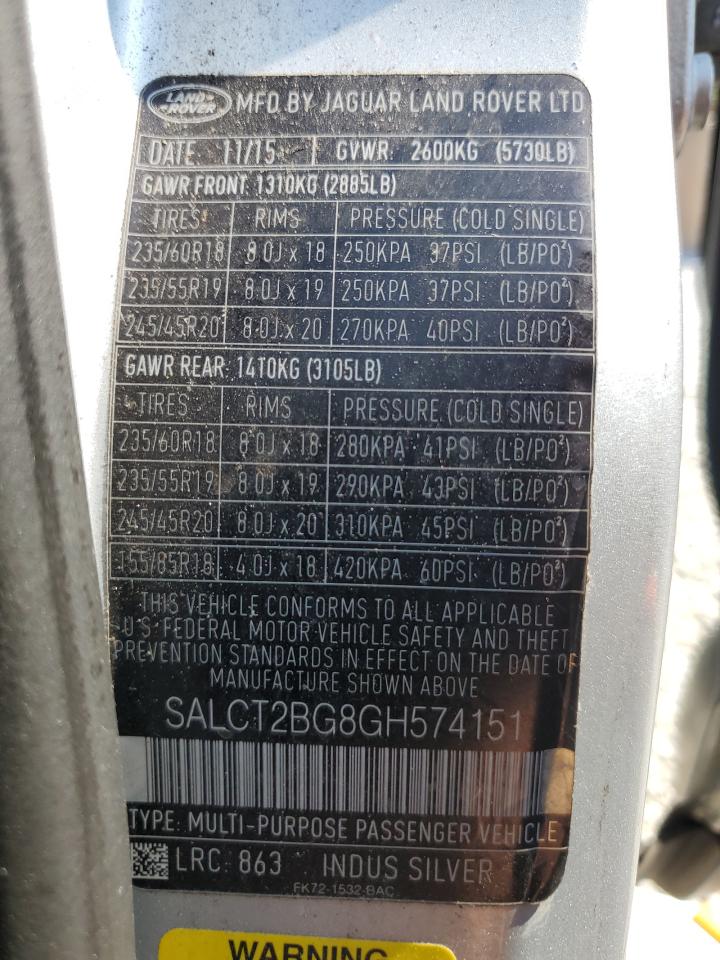 LAND ROVER MFD BY JAGUAR LAND ROVER LTD
DATE 11/15 GVWR: 2600KG (5730LB)
GAWR FRONT 1310KG (2885LB)
TIRES RIMS PRESSURE (COLD SINGLE)
235/60R18 8.0J x 18 250KPA 37PSI (LB/PO²)
235/55R19 8.0J x 19 250KPA 37PSI (LB/PO²)
245/45R20 8.0J x 20 270KPA 40PSI (LB/PO²)
GAWR REAR: 1410KG (3105LB)
TIRES RIMS PRESSURE (COLD SINGLE)
235/60R18 8.0J x 18 280KPA 41PSI (LB/PO²)
235/55R19 8.0J x 19 290KPA 43PSI (LB/PO²)
245/45R20 8.0J x 20 310KPA 45PSI (LB/PO²)
155/85R18 4.0J x 18 420KPA 60PSI (LB/PO²)
THIS VEHICLE CONFORMS TO ALL APPLICABLE
U.S. FEDERAL MOTOR VEHICLE SAFETY AND THEFT
PREVENTION STANDARDS IN EFFECT ON THE DATE OF
MANUFACTURE SHOWN ABOVE
SALCT2BG8GH574151
TYPE: MULTI-PURPOSE PASSENGER VEHICLE
LRC: 863 INDUS SILVER
FK72-1532-BAC
WARNING